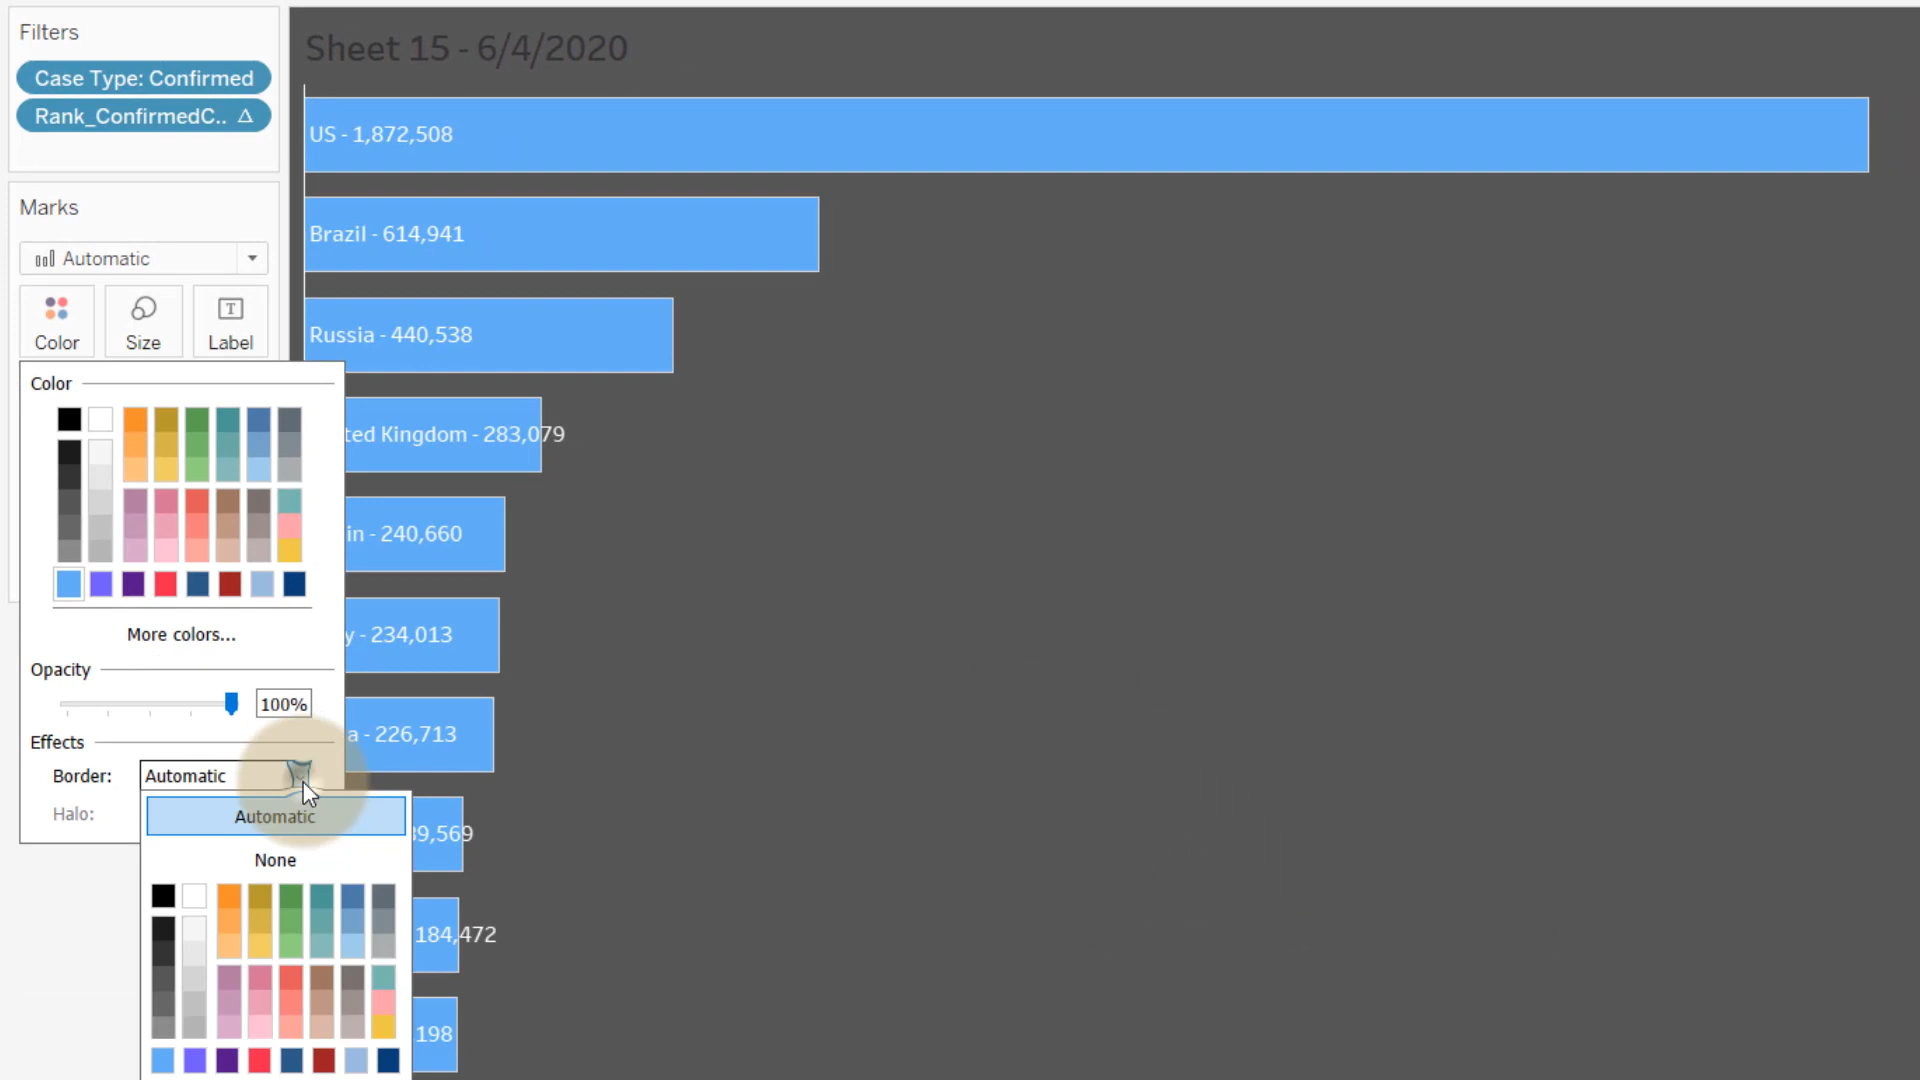 Filters
Case Type: Confirmed
Rank_ConfirmedC.. Δ
Marks
Automatic
Color
Size
Label
Color
More colors...
Opacity
100%
Effects
Border:
Automatic
Halo:
Automatic
None
Sheet 15 - 6/4/2020
US - 1,872,508
Brazil - 614,941
Russia - 440,538
ted Kingdom - 283,079
in - 240,660
y - 234,013
a - 226,713
9,569
184,472
198